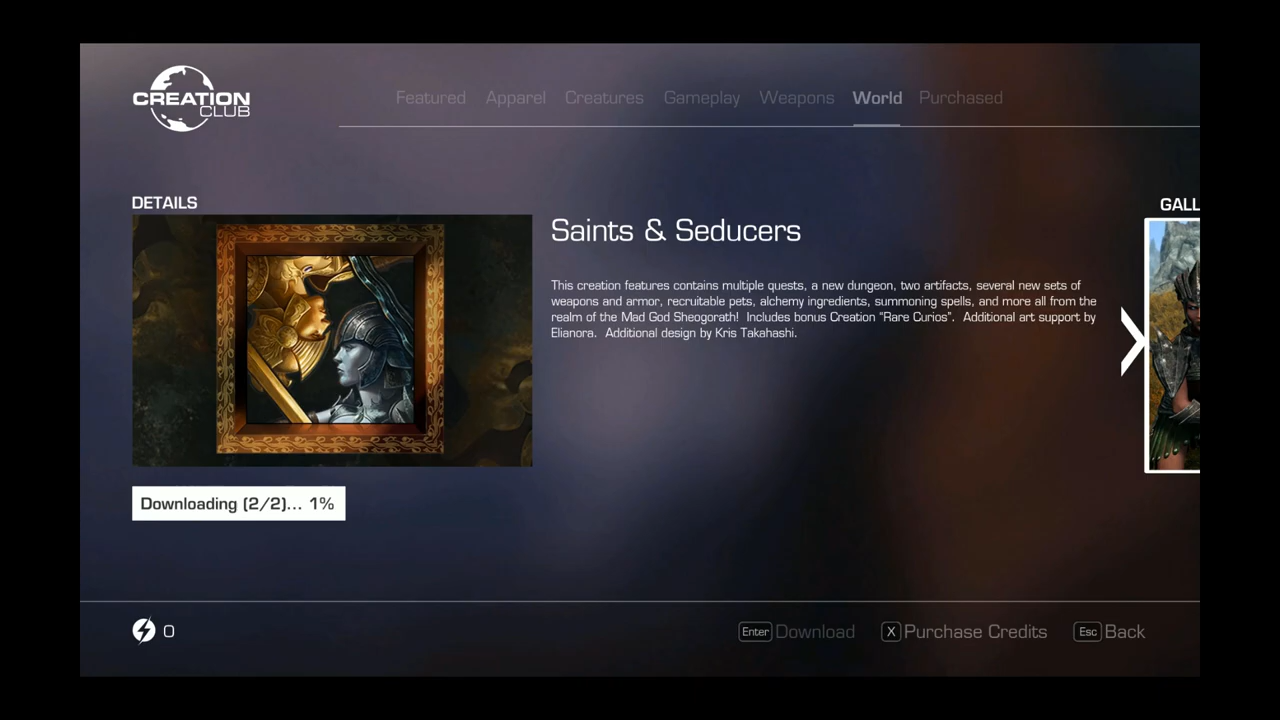 CREATION
CLUB
Featured Apparel Creatures Gameplay Weapons World Purchased
DETAILS
GALL
Saints & Seducers
This creation features contains multiple quests, a new dungeon, two artifacts, several new sets of
weapons and armor, recruitable pets, alchemy ingredients, summoning spells, and more all from the
realm of the Mad God Sheogorath! Includes bonus Creation "Rare Curios". Additional art support by
Elianora. Additional design by Kris Takahashi.
Downloading (2/2)... 1%
0
Enter Download X Purchase Credits Esc Back